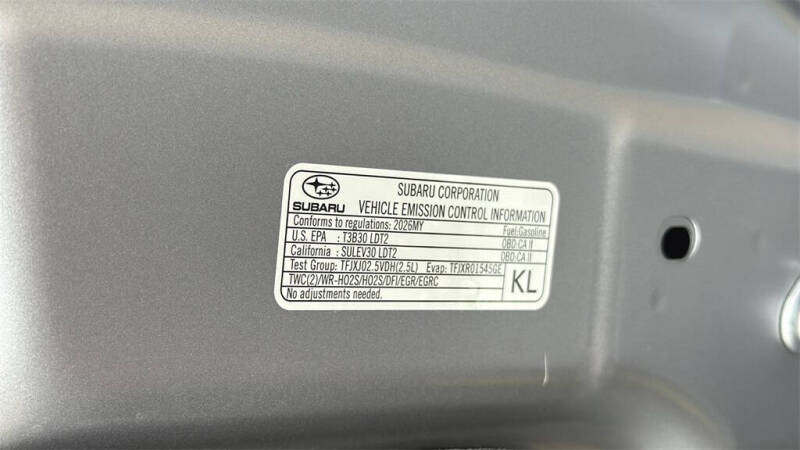 SUBARU
SUBARU CORPORATION
VEHICLE EMISSION CONTROL INFORMATION
Conforms to regulations: 2026MY Fuel:Gasoline
U.S. EPA : T3B30 LDT2 OBD:CA II
California : SULEV30 LDT2 OBD:CA II
Test Group: TFJXJ02.5VDH(2.5L) Evap: TFJXR0154SGE
TWC(2)/WR-HO2S/HO2S/DFI/EGR/EGRC
No adjustments needed.
KL